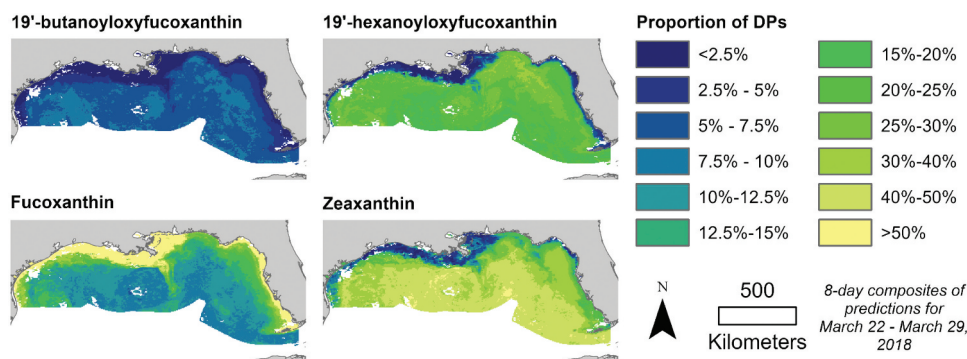 19'-butanoyloxyfucoxanthin
19'-hexanoyloxyfucoxanthin
Fucoxanthin
Zeaxanthin
Proportion of DPs
<2.5%
2.5% - 5%
5% - 7.5%
7.5% - 10%
10%-12.5%
12.5%-15%
15%-20%
20%-25%
25%-30%
30%-40%
40%-50%
>50%
N
500
Kilometers
8-day composites of
predictions for
March 22 - March 29,
2018